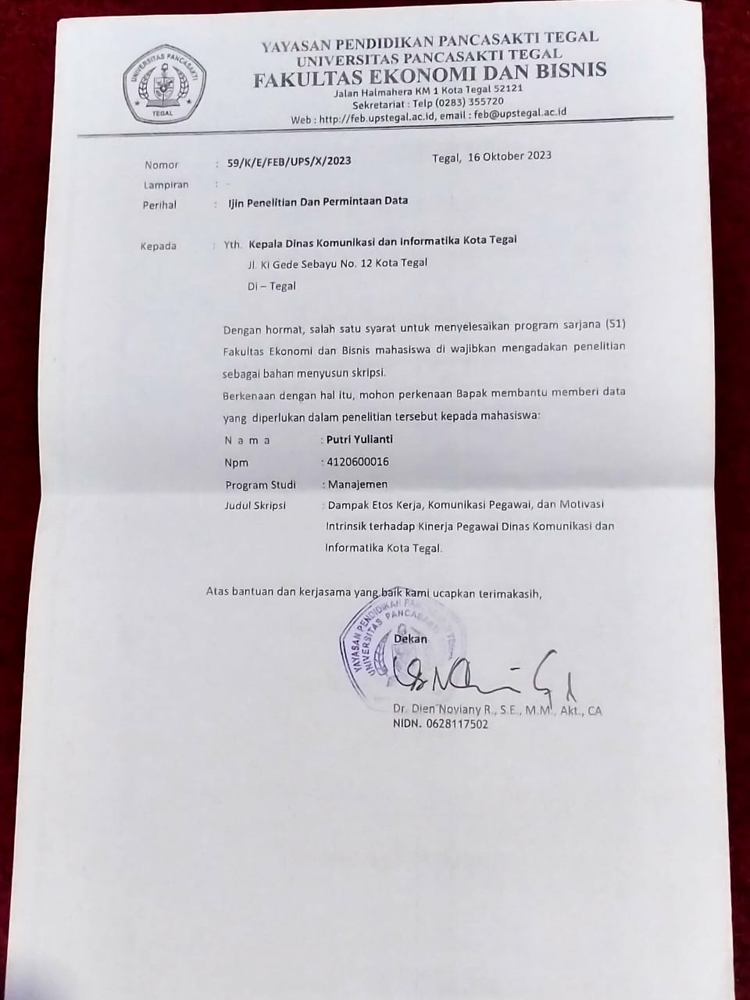 YAYASAN PENDIDIKAN PANCASAKTI TEGAL
UNIVERSITAS PANCASAKTI TEGAL
FAKULTAS EKONOMI DAN BISNIS
Jalan Halmahera KM 1 Kota Tegal 52121
Sekretariat : Telp (0283) 355720
Web : http://feb.upstegal.ac.id, email : feb@upstegal.ac.id
UNIVERSITAS PANCASAKTI
TEGAL
Nomor : 59/K/E/FEB/UPS/X/2023 Tegal, 16 Oktober 2023
Lampiran : -
Perihal : Ijin Penelitian Dan Permintaan Data
Kepada : Yth. Kepala Dinas Komunikasi dan Informatika Kota Tegal
Jl. Ki Gede Sebayu No. 12 Kota Tegal
Di – Tegal
Dengan hormat, salah satu syarat untuk menyelesaikan program sarjana (S1)
Fakultas Ekonomi dan Bisnis mahasiswa di wajibkan mengadakan penelitian
sebagai bahan menyusun skripsi.
Berkenaan dengan hal itu, mohon perkenaan Bapak membantu memberi data
yang diperlukan dalam penelitian tersebut kepada mahasiswa:
N a m a : Putri Yulianti
Npm : 4120600016
Program Studi : Manajemen
Judul Skripsi : Dampak Etos Kerja, Komunikasi Pegawai, dan Motivasi
Intrinsik terhadap Kinerja Pegawai Dinas Komunikasi dan
Informatika Kota Tegal.
Atas bantuan dan kerjasama yang baik kami ucapkan terimakasih,
YAYASAN PENDIDIKAN
UNIVERSITAS PANCASAKTI
Dekan
Dr. Dien Noviany R., S.E., M.M., Akt., CA
NIDN. 0628117502